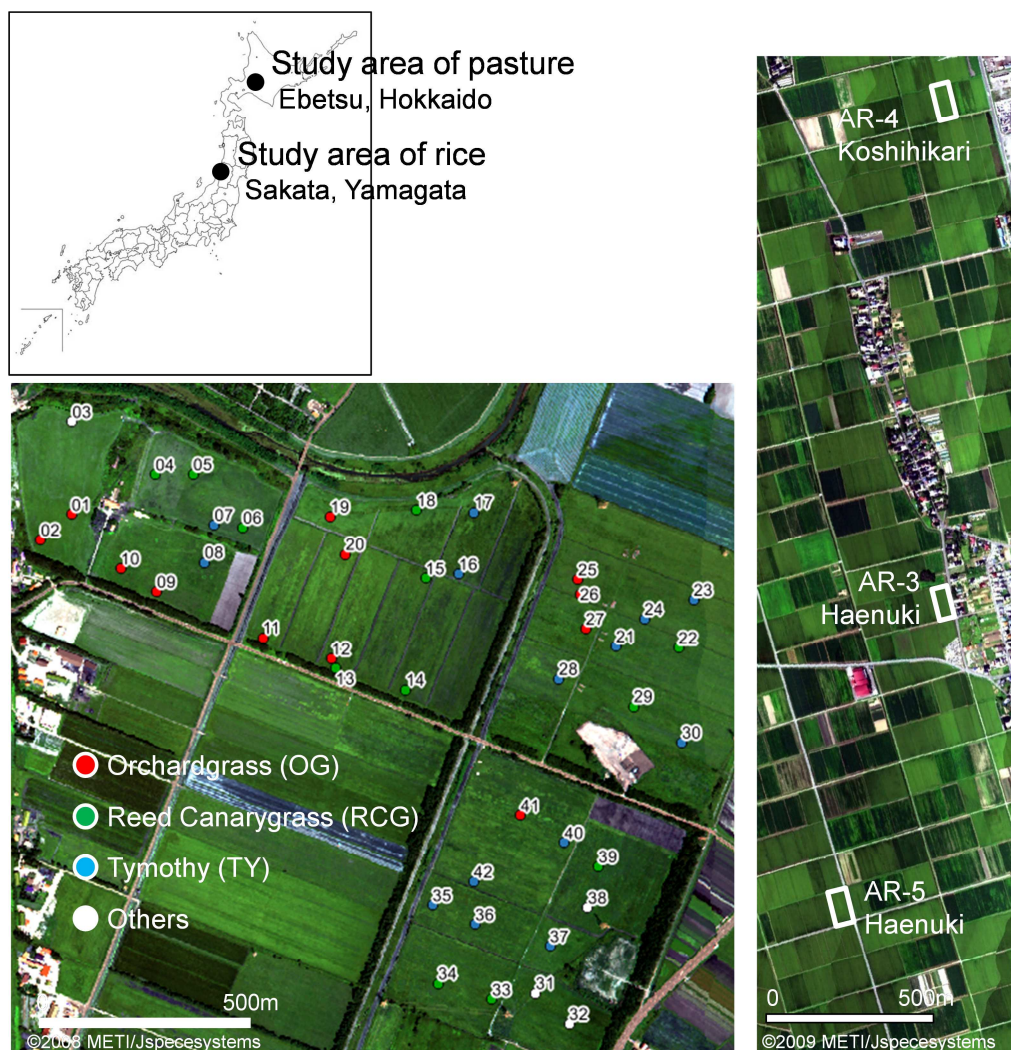 Study area of pasture
Ebetsu, Hokkaido
Study area of rice
Sakata, Yamagata
AR-4
Koshihikari
AR-3
Haenuki
AR-5
Haenuki
0
500m
©2009 METI/Jspecesystems
03
04
05
01
02
07
06
08
10
09
19
18
17
20
15
16
11
12
13
14
25
26
27
23
24
21
22
28
29
30
41
40
39
42
38
35
36
37
34
33
31
32
Orchardgrass (OG)
Reed Canarygrass (RCG)
Tymothy (TY)
Others
500m
©2008 METI/Jspecesystems